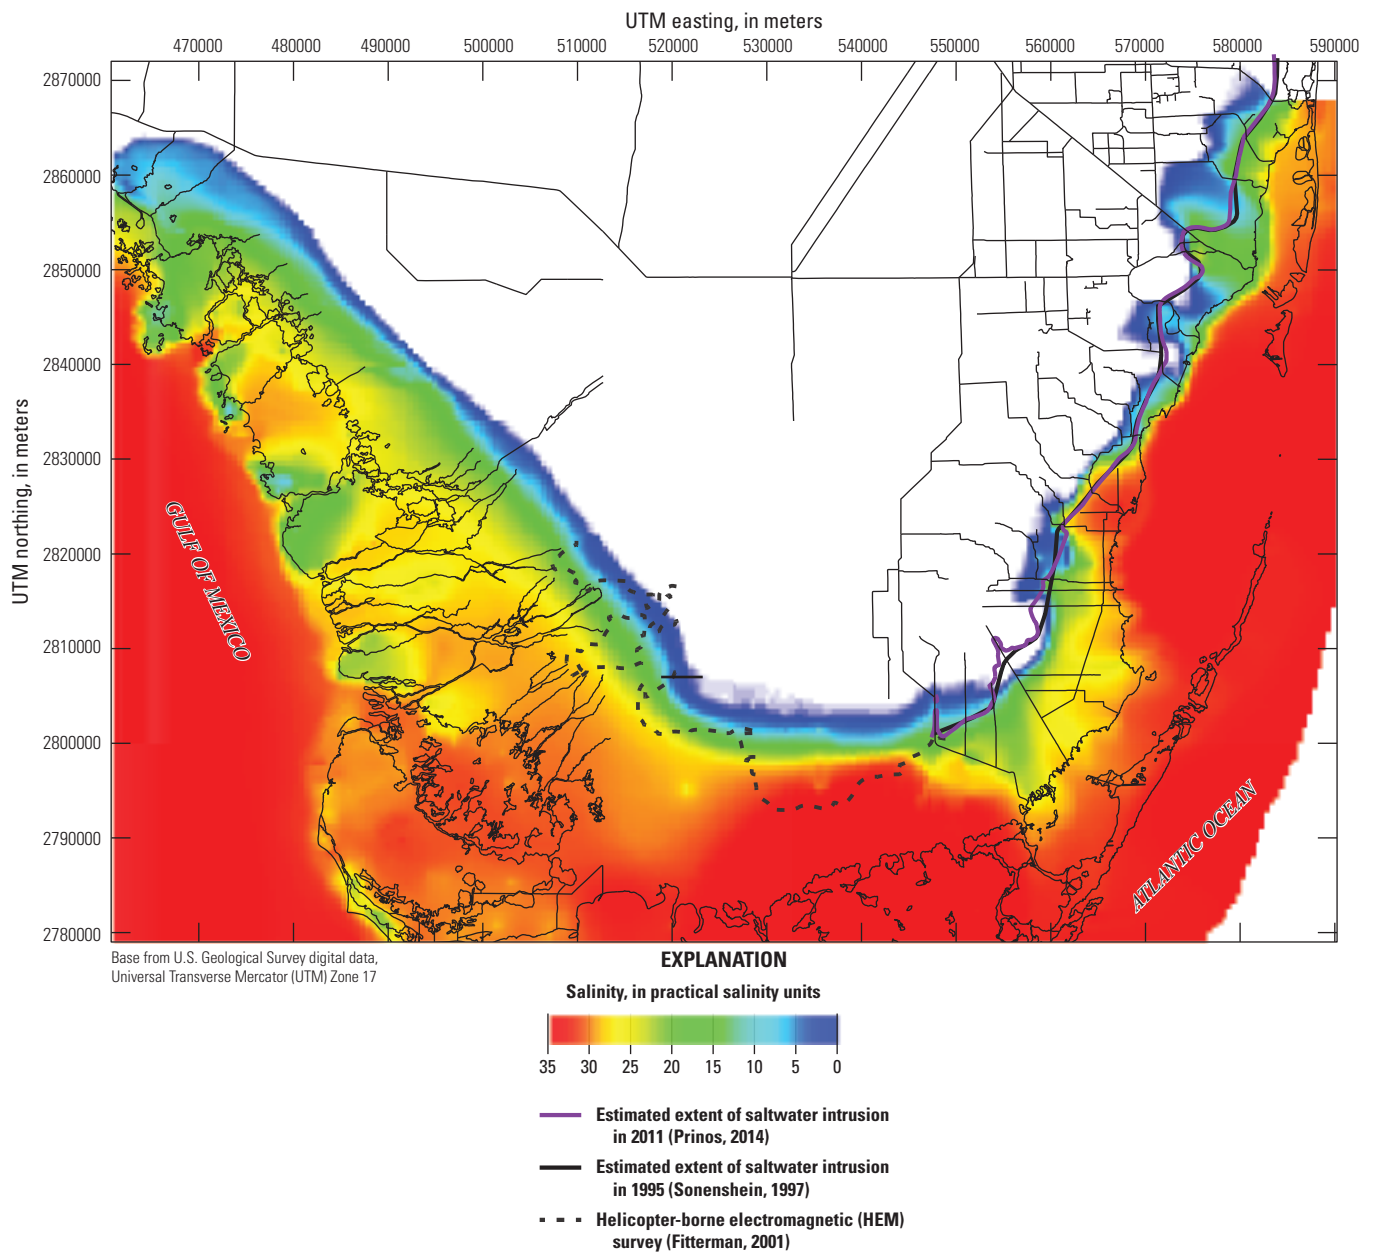 UTM easting, in meters
470000 480000 490000 500000 510000 520000 530000 540000 550000 560000 570000 580000 590000
UTM northing, in meters
2870000
2860000
2850000
2840000
2830000
2820000
2810000
2800000
2790000
2780000
GULF OF MEXICO
ATLANTIC OCEAN
Base from U.S. Geological Survey digital data,
Universal Transverse Mercator (UTM) Zone 17
EXPLANATION
Salinity, in practical salinity units
35 30 25 20 15 10 5 0
Estimated extent of saltwater intrusion
in 2011 (Prinos, 2014)
Estimated extent of saltwater intrusion
in 1995 (Sonenshein, 1997)
Helicopter-borne electromagnetic (HEM)
survey (Fitterman, 2001)